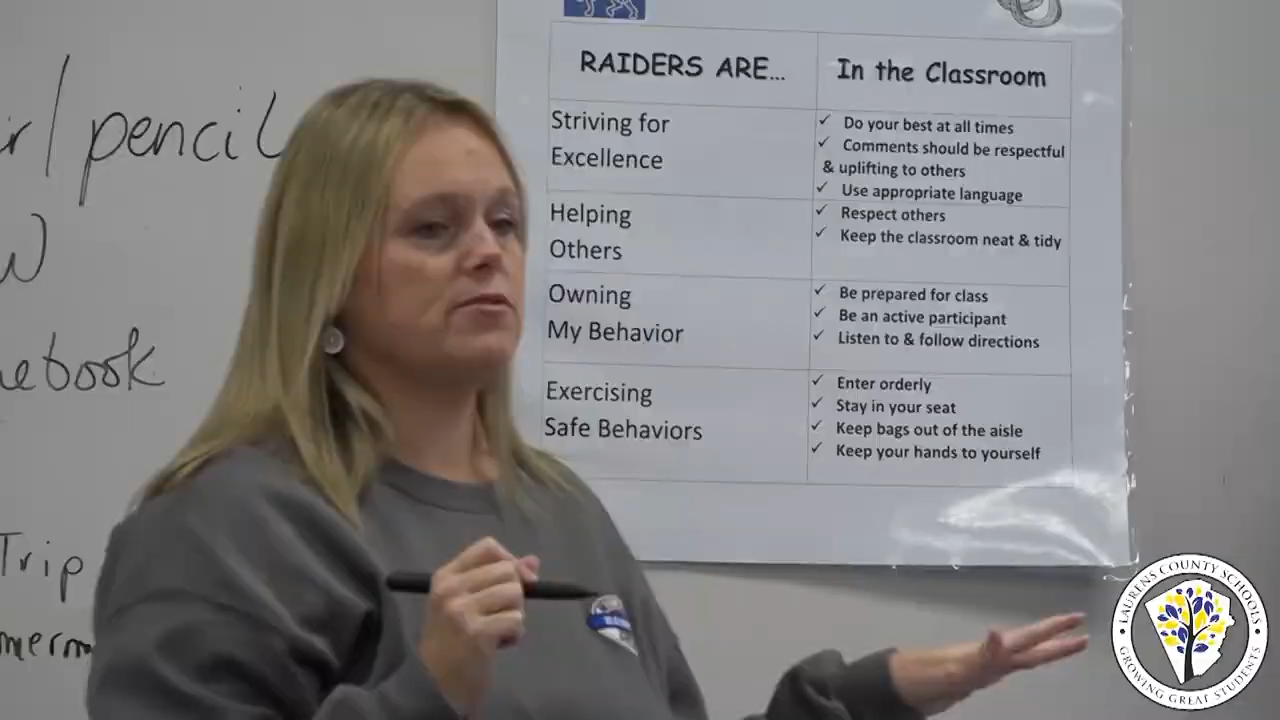 pencil
W
ebook
Trip
RAIDERS ARE...
In the Classroom
Striving for
Excellence
✓ Do your best at all times
✓ Comments should be respectful
& uplifting to others
✓ Use appropriate language
Helping
Others
✓ Respect others
✓ Keep the classroom neat & tidy
Owning
My Behavior
✓ Be prepared for class
✓ Be an active participant
✓ Listen to & follow directions
Exercising
Safe Behaviors
✓ Enter orderly
✓ Stay in your seat
✓ Keep bags out of the aisle
✓ Keep your hands to yourself
LAURENS COUNTY SCHOOLS
GROWING GREAT STUDENTS